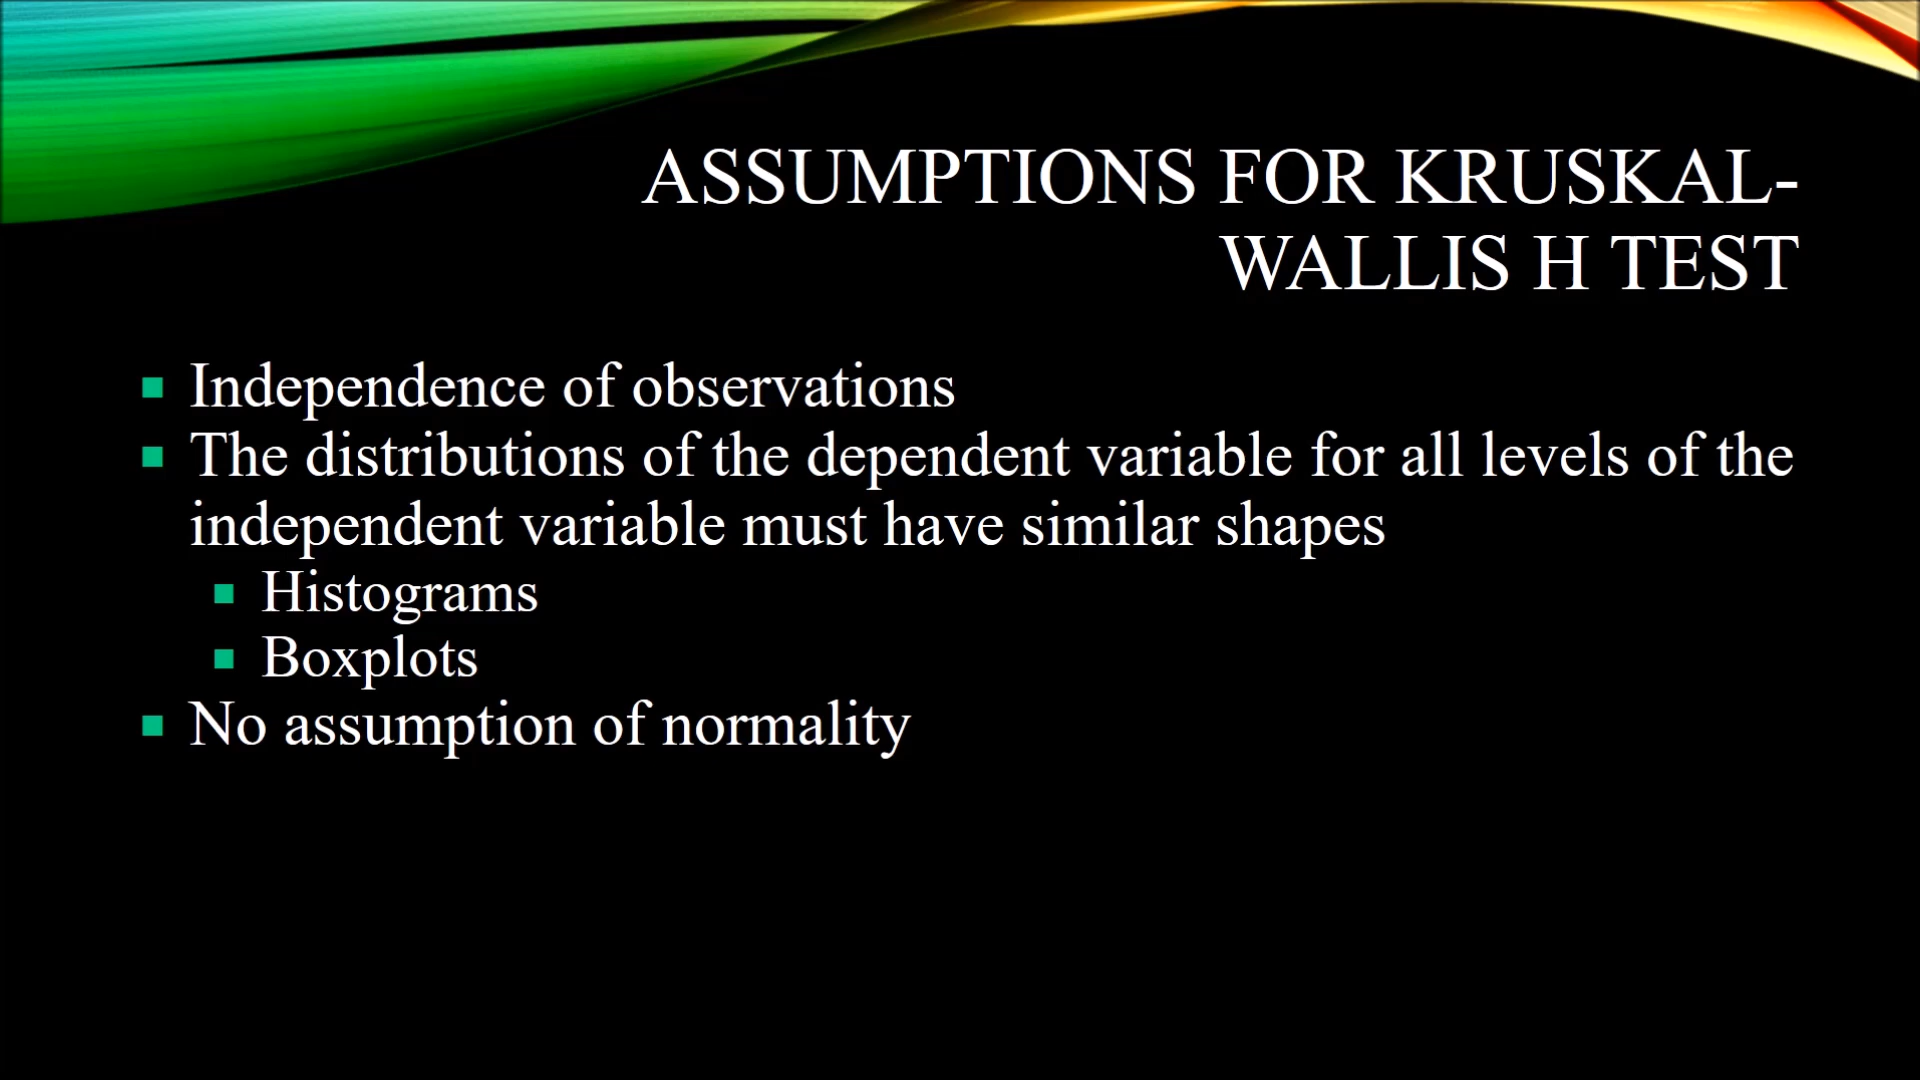 ASSUMPTIONS FOR KRUSKAL-
WALLIS H TEST
Independence of observations
The distributions of the dependent variable for all levels of the
independent variable must have similar shapes
Histograms
Boxplots
No assumption of normality